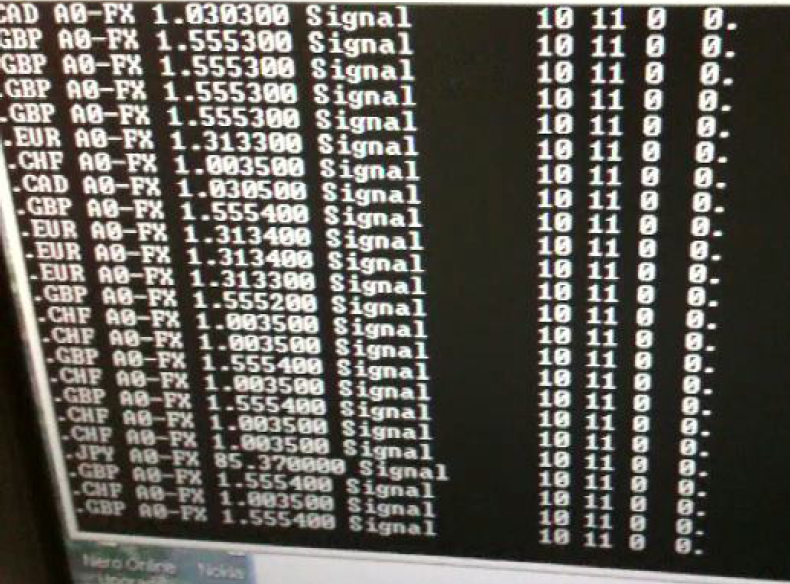 CAD A0-FX 1.030300 Signal 10 11 0 0.
GBP A0-FX 1.555300 Signal 10 11 0 0.
GBP A0-FX 1.555300 Signal 10 11 0 0.
.GBP A0-FX 1.555300 Signal 10 11 0 0.
.GBP A0-FX 1.555300 Signal 10 11 0 0.
.EUR A0-FX 1.313300 Signal 10 11 0 0.
.CHF A0-FX 1.003500 Signal 10 11 0 0.
.CAD A0-FX 1.030500 Signal 10 11 0 0.
.GBP A0-FX 1.555400 Signal 10 11 0 0.
.EUR A0-FX 1.313400 Signal 10 11 0 0.
.EUR A0-FX 1.313400 Signal 10 11 0 0.
.EUR A0-FX 1.313300 Signal 10 11 0 0.
.GBP A0-FX 1.555200 Signal 10 11 0 0.
.CHF A0-FX 1.003500 Signal 10 11 0 0.
.CHF A0-FX 1.003500 Signal 10 11 0 0.
.GBP A0-FX 1.555400 Signal 10 11 0 0.
.CHF A0-FX 1.003500 Signal 10 11 0 0.
.GBP A0-FX 1.555400 Signal 10 11 0 0.
.CHF A0-FX 1.003500 Signal 10 11 0 0.
.CHF A0-FX 1.003500 Signal 10 11 0 0.
.JPY A0-FX 85.370000 Signal 10 11 0 0.
.GBP A0-FX 1.555400 Signal 10 11 0 0.
.CHF A0-FX 1.003500 Signal 10 11 0 0.
.GBP A0-FX 1.555400 Signal 10 11 0 0.
Nero Online Nokia